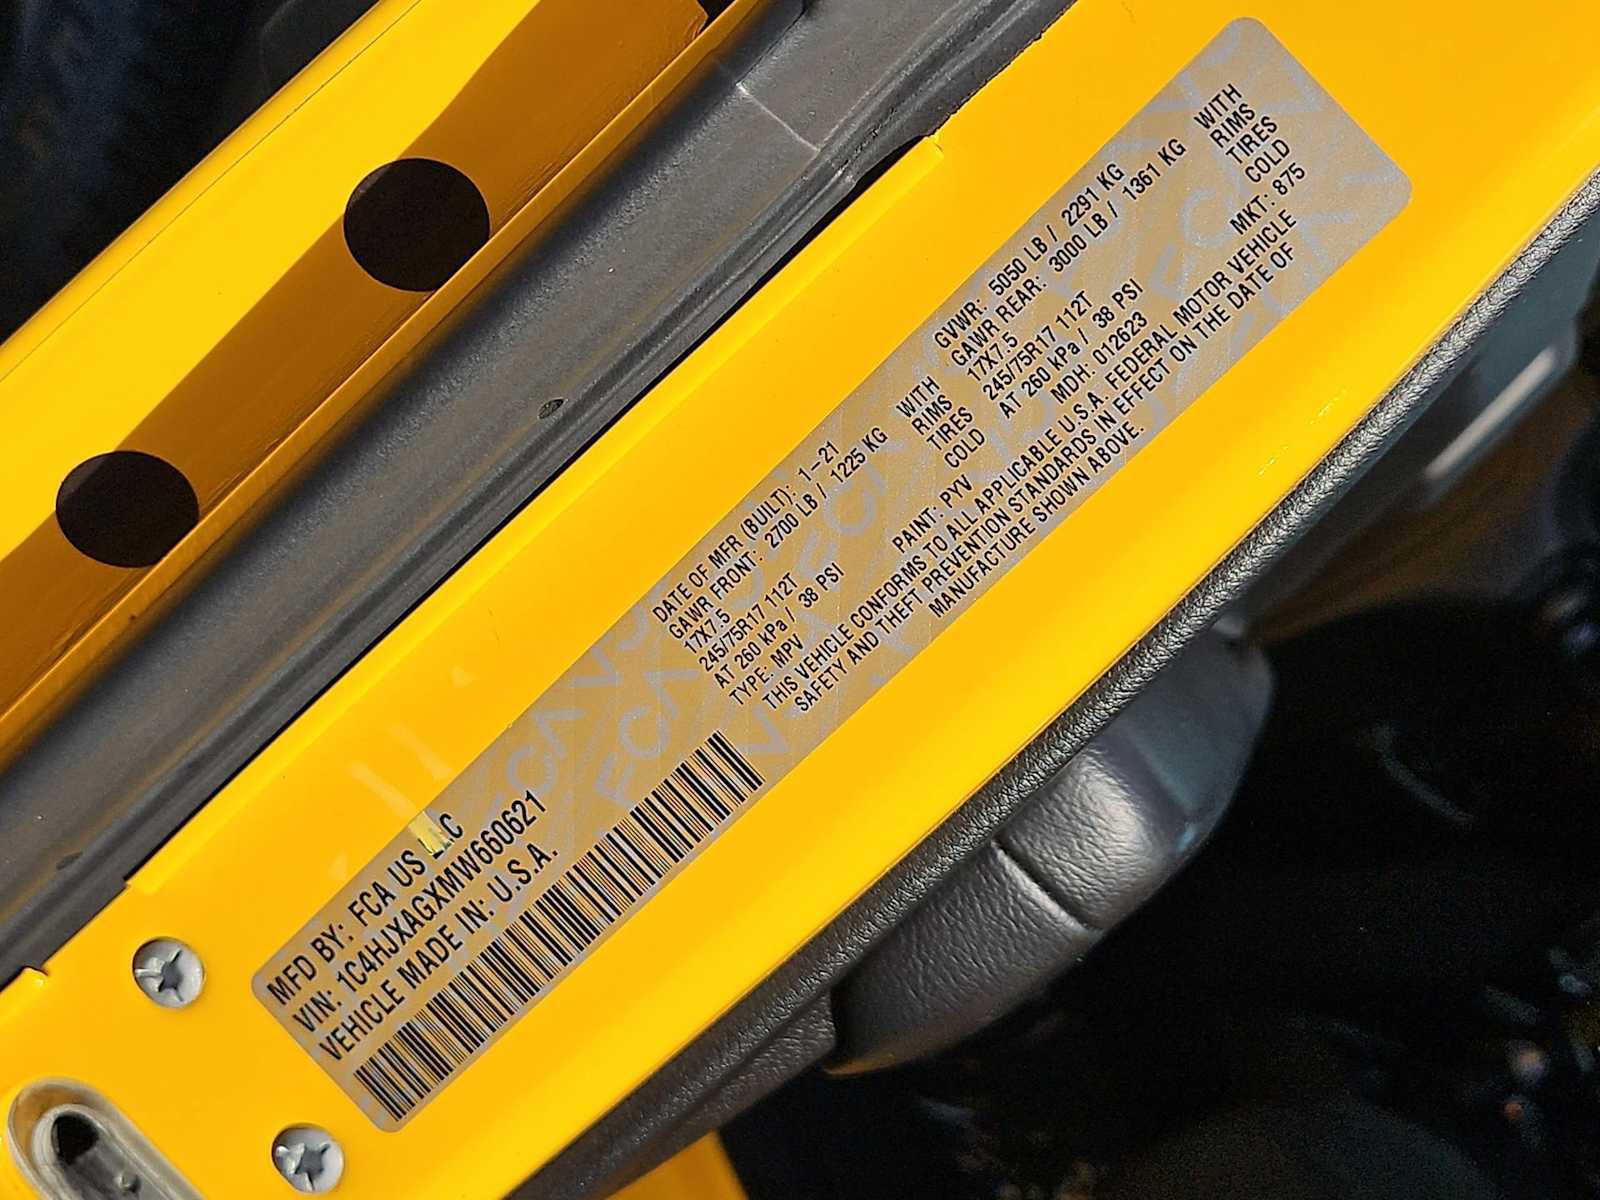 MFD BY: FCA US LLC
VIN: 1C4HJXAGXMW660621
VEHICLE MADE IN: U.S.A.
DATE OF MFR (BUILT): 1-21 GVWR: 5050 LB / 2291 KG
GAWR FRONT: 2700 LB / 1225 KG WITH GAWR REAR: 3000 LB / 1361 KG WITH
17X7.5 RIMS 17X7.5 RIMS
245/75R17 112T TIRES 245/75R17 112T TIRES
AT 260 kPa / 38 PSI COLD AT 260 kPa / 38 PSI COLD
TYPE: MPV PAINT: PYV MDH: 012623 MKT: 875
THIS VEHICLE CONFORMS TO ALL APPLICABLE U.S.A. FEDERAL MOTOR VEHICLE
SAFETY AND THEFT PREVENTION STANDARDS IN EFFECT ON THE DATE OF
MANUFACTURE SHOWN ABOVE.